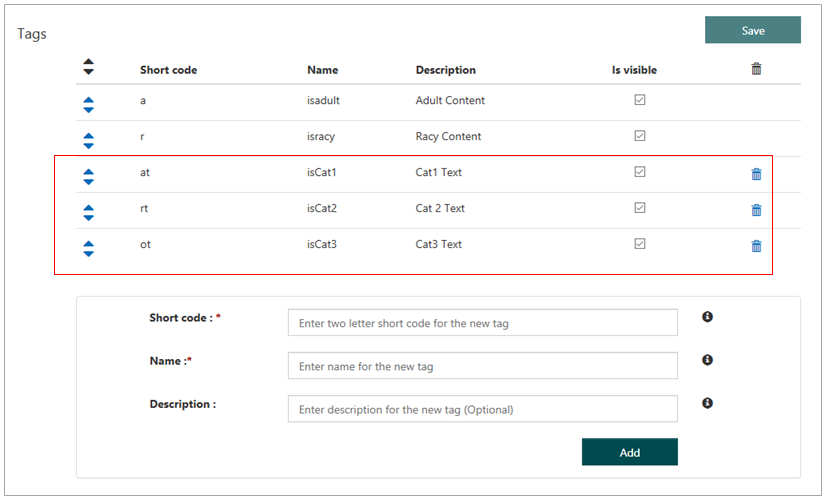 Tags
Save
Short code Name Description Is visible
a isadult Adult Content
r isracy Racy Content
at isCat1 Cat1 Text
rt isCat2 Cat 2 Text
ot isCat3 Cat3 Text
Short code : * Enter two letter short code for the new tag
Name :* Enter name for the new tag
Description : Enter description for the new tag (Optional)
Add